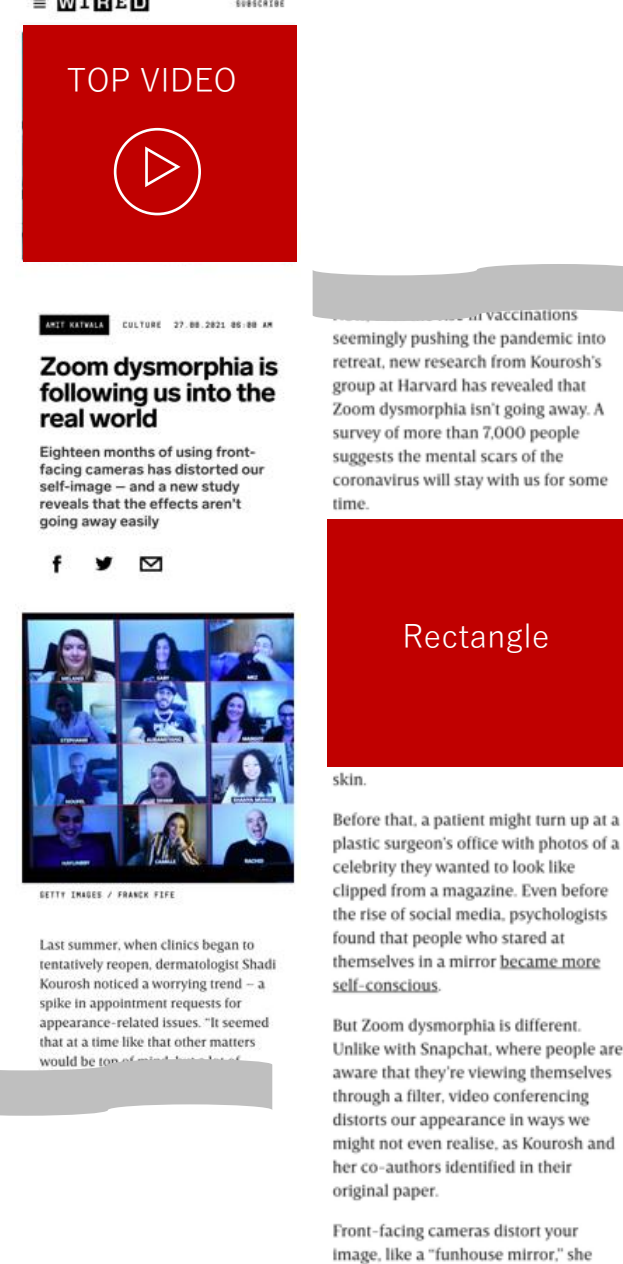 WIRED
SUBSCRIBE
TOP VIDEO
AMIT KATWALA
CULTURE
27.08.2021 06:00 AM
Zoom dysmorphia is
following us into the
real world
Eighteen months of using front-
facing cameras has distorted our
self-image – and a new study
reveals that the effects aren't
going away easily
MELANIE
GABY
MEZ
STEPHANIE
MARGOT
NOUFEL
CAMILLE
RACHID
GETTY IMAGES / FRANCK FIFE
Last summer, when clinics began to
tentatively reopen, dermatologist Shadi
Kourosh noticed a worrying trend – a
spike in appointment requests for
appearance-related issues. "It seemed
that at a time like that other matters
would be top of mind, but a lot of
in vaccinations
seemingly pushing the pandemic into
retreat, new research from Kourosh's
group at Harvard has revealed that
Zoom dysmorphia isn't going away. A
survey of more than 7,000 people
suggests the mental scars of the
coronavirus will stay with us for some
time.
Rectangle
skin.
Before that, a patient might turn up at a
plastic surgeon's office with photos of a
celebrity they wanted to look like
clipped from a magazine. Even before
the rise of social media, psychologists
found that people who stared at
themselves in a mirror became more
self-conscious.
But Zoom dysmorphia is different.
Unlike with Snapchat, where people are
aware that they're viewing themselves
through a filter, video conferencing
distorts our appearance in ways we
might not even realise, as Kourosh and
her co-authors identified in their
original paper.
Front-facing cameras distort your
image, like a "funhouse mirror," she